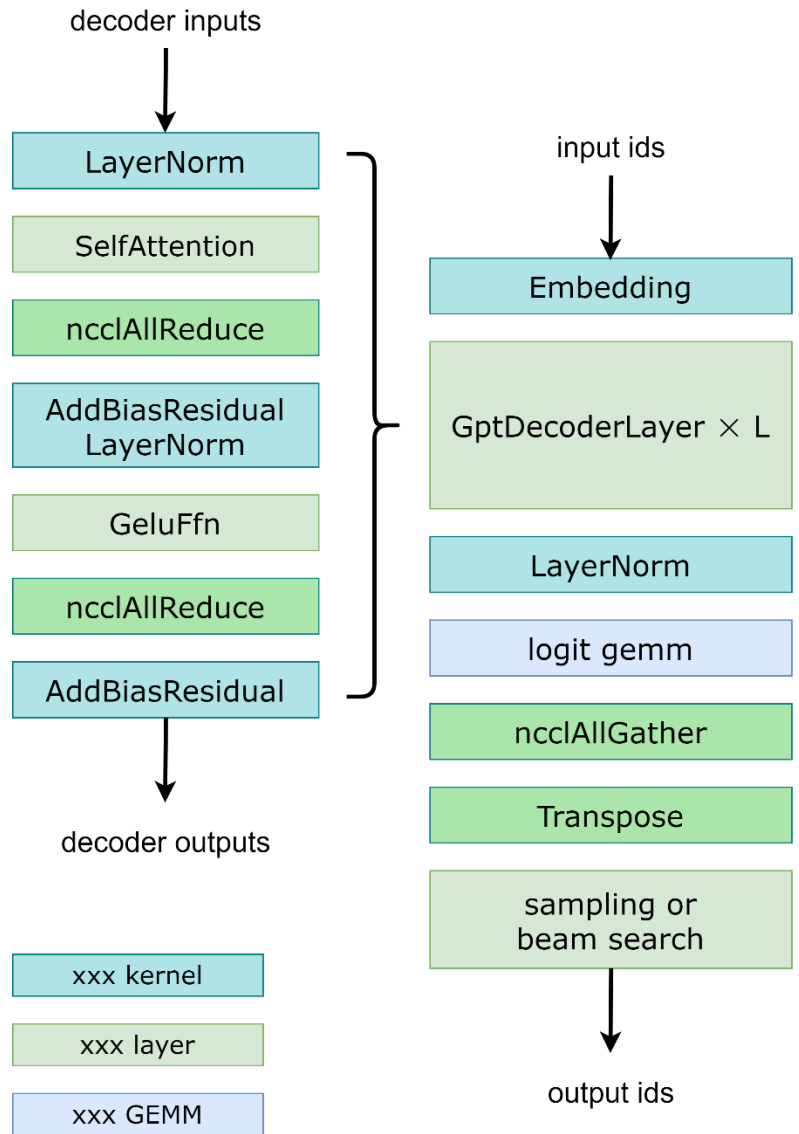 decoder inputs
LayerNorm
SelfAttention
ncclAllReduce
AddBiasResidual
LayerNorm
GeluFfn
ncclAllReduce
AddBiasResidual
decoder outputs
xxx kernel
xxx layer
xxx GEMM
input ids
Embedding
GptDecoderLayer × L
LayerNorm
logit gemm
ncclAllGather
Transpose
sampling or
beam search
output ids